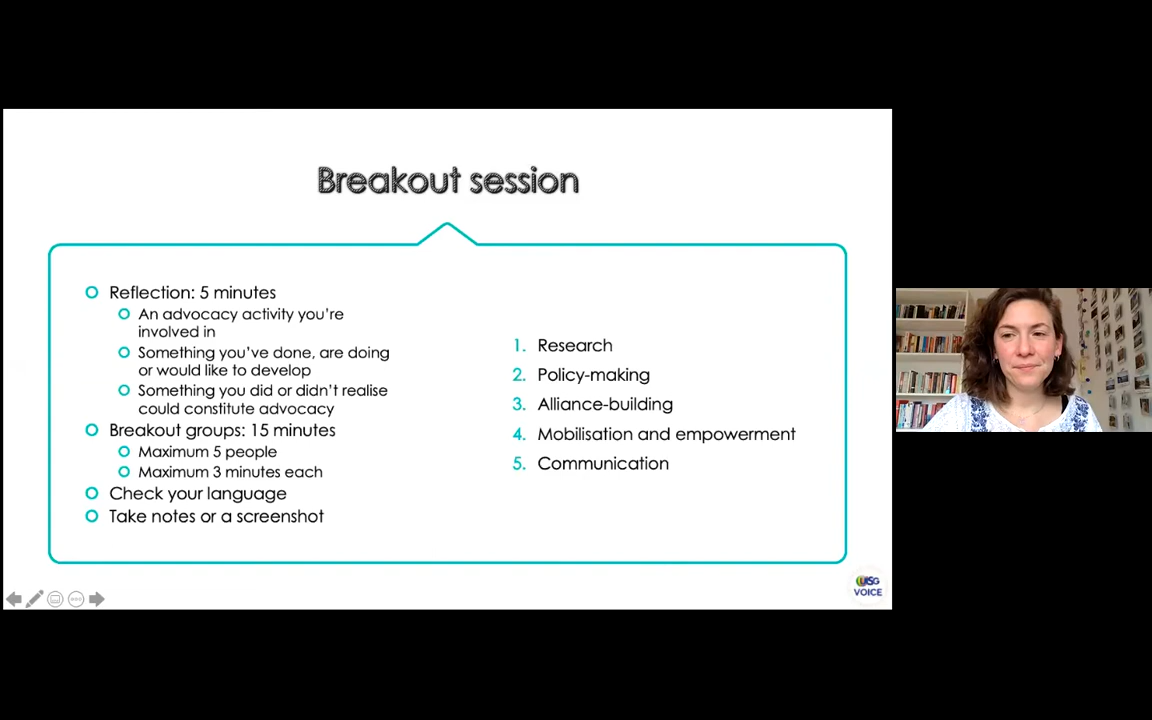 Breakout session
Reflection: 5 minutes
An advocacy activity you're
involved in
Something you've done, are doing
or would like to develop
Something you did or didn't realise
could constitute advocacy
Breakout groups: 15 minutes
Maximum 5 people
Maximum 3 minutes each
Check your language
Take notes or a screenshot
1. Research
2. Policy-making
3. Alliance-building
4. Mobilisation and empowerment
5. Communication
UISG
VOICE